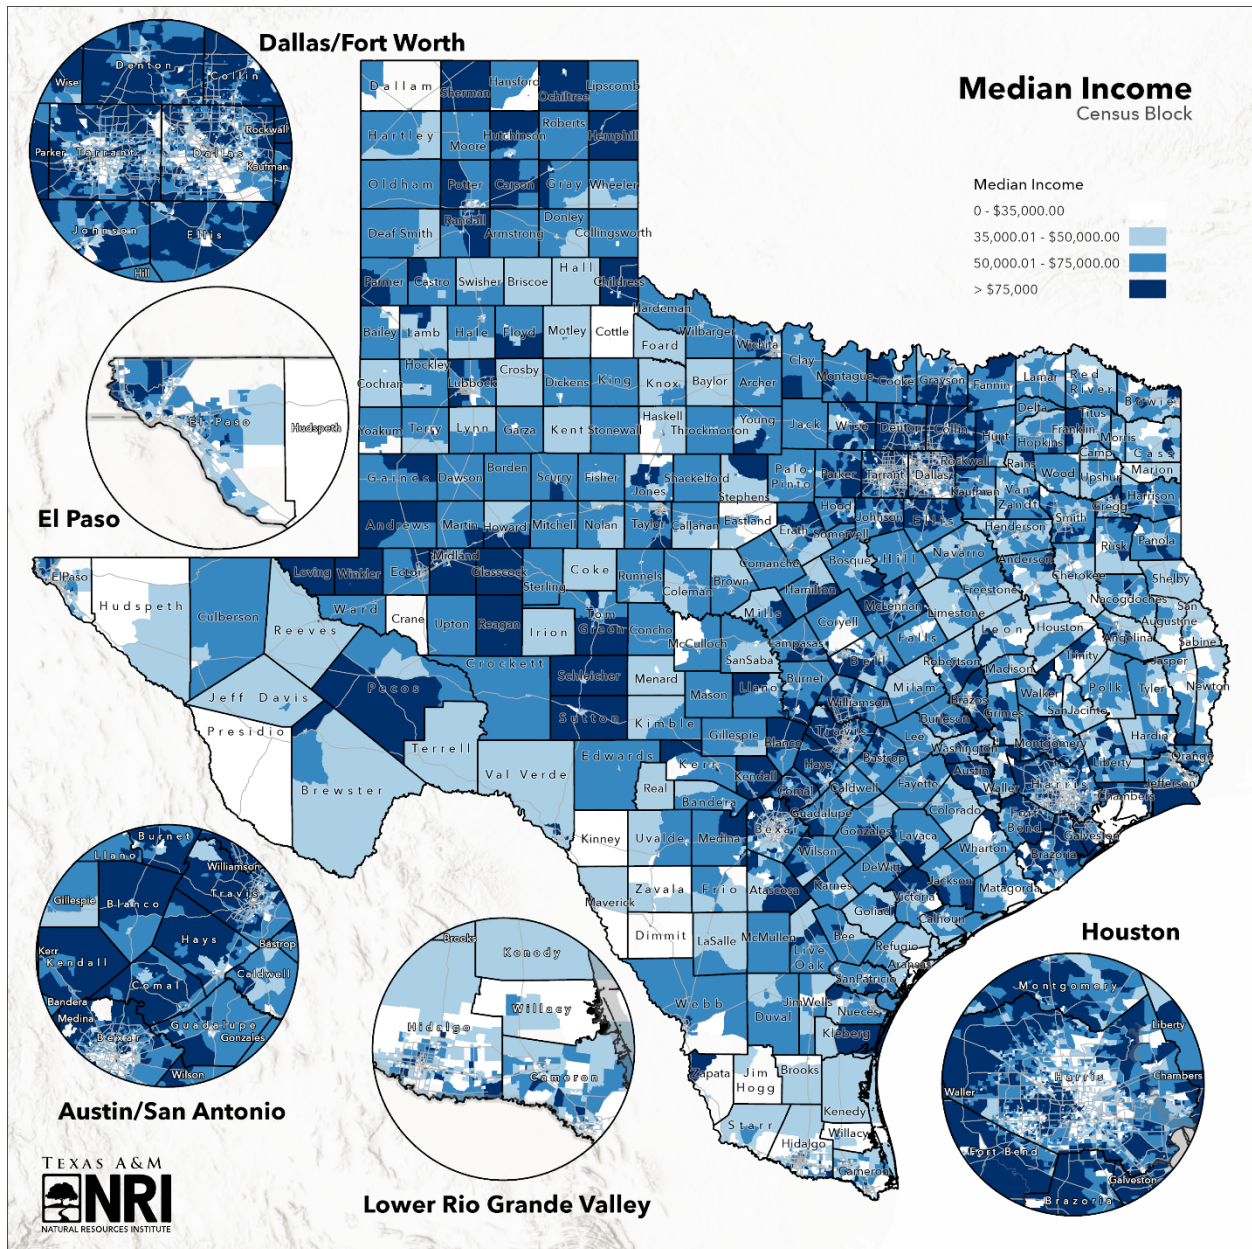 Dallas/Fort Worth
Denton
Collin
Wise
Rockwall
Parker
Tarrant
Dallas
Kaufman
Johnson
Ellis
Hill
Median Income
Census Block
Median Income
0 - $35,000.00
35,000.01 - $50,000.00
50,000.01 - $75,000.00
> $75,000
El Paso
Hudspeth
El Paso
Dallam
Sherman
Hansford
Ochiltree
Lipscomb
Hartley
Moore
Hutchinson
Roberts
Hemphill
Oldham
Potter
Carson
Gray
Wheeler
Deaf Smith
Randall
Armstrong
Donley
Collingsworth
Parmer
Castro
Swisher
Briscoe
Hall
Childress
Hardeman
Bailey
Lamb
Hale
Floyd
Motley
Cottle
Foard
Wilbarger
Wichita
Clay
Montague
Cooke
Grayson
Fannin
Lamar
Red River
Bowie
Cochran
Hockley
Lubbock
Crosby
Dickens
King
Knox
Baylor
Archer
Delta
Titus
Franklin
Hopkins
Morris
Cass
Camp
Yoakum
Terry
Lynn
Garza
Kent
Stonewall
Haskell
Throckmorton
Young
Jack
Wise
Denton
Collin
Hunt
Rockwall
Rains
Wood
Upshur
Marion
Gaines
Dawson
Borden
Scurry
Fisher
Jones
Shackelford
Stephens
Palo Pinto
Parker
Tarrant
Dallas
Kaufman
Van Zandt
Smith
Gregg
Harrison
Andrews
Martin
Howard
Mitchell
Nolan
Taylor
Callahan
Eastland
Erath
Hood
Somervell
Johnson
Ellis
Henderson
Rusk
Panola
ElPaso
Hudspeth
Culberson
Loving
Winkler
Ector
Midland
Glasscock
Sterling
Coke
Runnels
Coleman
Brown
Comanche
Bosque
Hill
Navarro
Anderson
Cherokee
Shelby
Reeves
Ward
Crane
Upton
Reagan
Irion
Tom Green
Concho
McCulloch
Mills
Hamilton
McLennan
Limestone
Freestone
Nacogdoches
San Augustine
Sabine
Coryell
Falls
Leon
Houston
Angelina
Trinity
Jeff Davis
Pecos
Crockett
Schleicher
Menard
SanSaba
Lampasas
Bell
Robertson
Madison
Walker
Polk
Tyler
Jasper
Newton
Presidio
Brewster
Terrell
Sutton
Kimble
Mason
Llano
Burnet
Williamson
Milam
Brazos
Burleson
Grimes
SanJacinto
Hardin
Val Verde
Edwards
Gillespie
Blanco
Travis
Hays
Bastrop
Lee
Washington
Montgomery
Liberty
Orange
Jefferson
Real
Kerr
Kendall
Bandera
Comal
Caldwell
Fayette
Austin
Waller
Harris
Chambers
Kinney
Uvalde
Medina
Bexar
Guadalupe
Gonzales
Lavaca
Colorado
Fort Bend
Galveston
Brazoria
Wharton
Zavala
Maverick
Frio
Atascosa
Wilson
Karnes
DeWitt
Victoria
Jackson
Matagorda
Dimmit
LaSalle
McMullen
Live Oak
Bee
Goliad
Calhoun
Refugio
Aransas
SanPatricio
Webb
Duval
JimWells
Nueces
Kleberg
Zapata
Jim Hogg
Brooks
Kenedy
Starr
Hidalgo
Willacy
Cameron
Burnet
Llano
Williamson
Travis
Gillespie
Blanco
Hays
Bastrop
Kerr
Kendall
Caldwell
Comal
Bandera
Medina
Guadalupe
Bexar
Gonzales
Wilson
Austin/San Antonio
Brooks
Kenedy
Willacy
Hidalgo
Cameron
Lower Rio Grande Valley
Houston
Montgomery
Liberty
Harris
Chambers
Waller
Fort Bend
Galveston
Brazoria
TEXAS A&M
NRI
NATURAL RESOURCES INSTITUTE